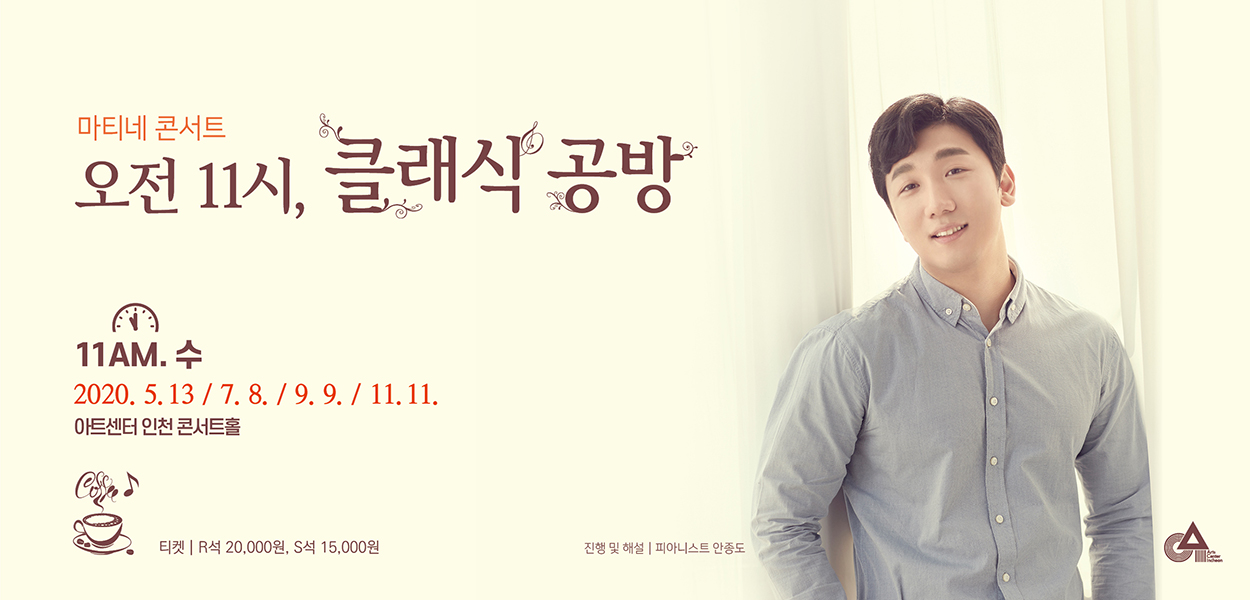 마티네 콘서트
오전 11시, 클래식 공방
11AM. 수
2020. 5. 13 / 7. 8. / 9. 9. / 11. 11.
아트센터 인천 콘서트홀
Coffee
티켓 | R석 20,000원, S석 15,000원
진행 및 해설 | 피아니스트 안종도
Arts
Center
Incheon